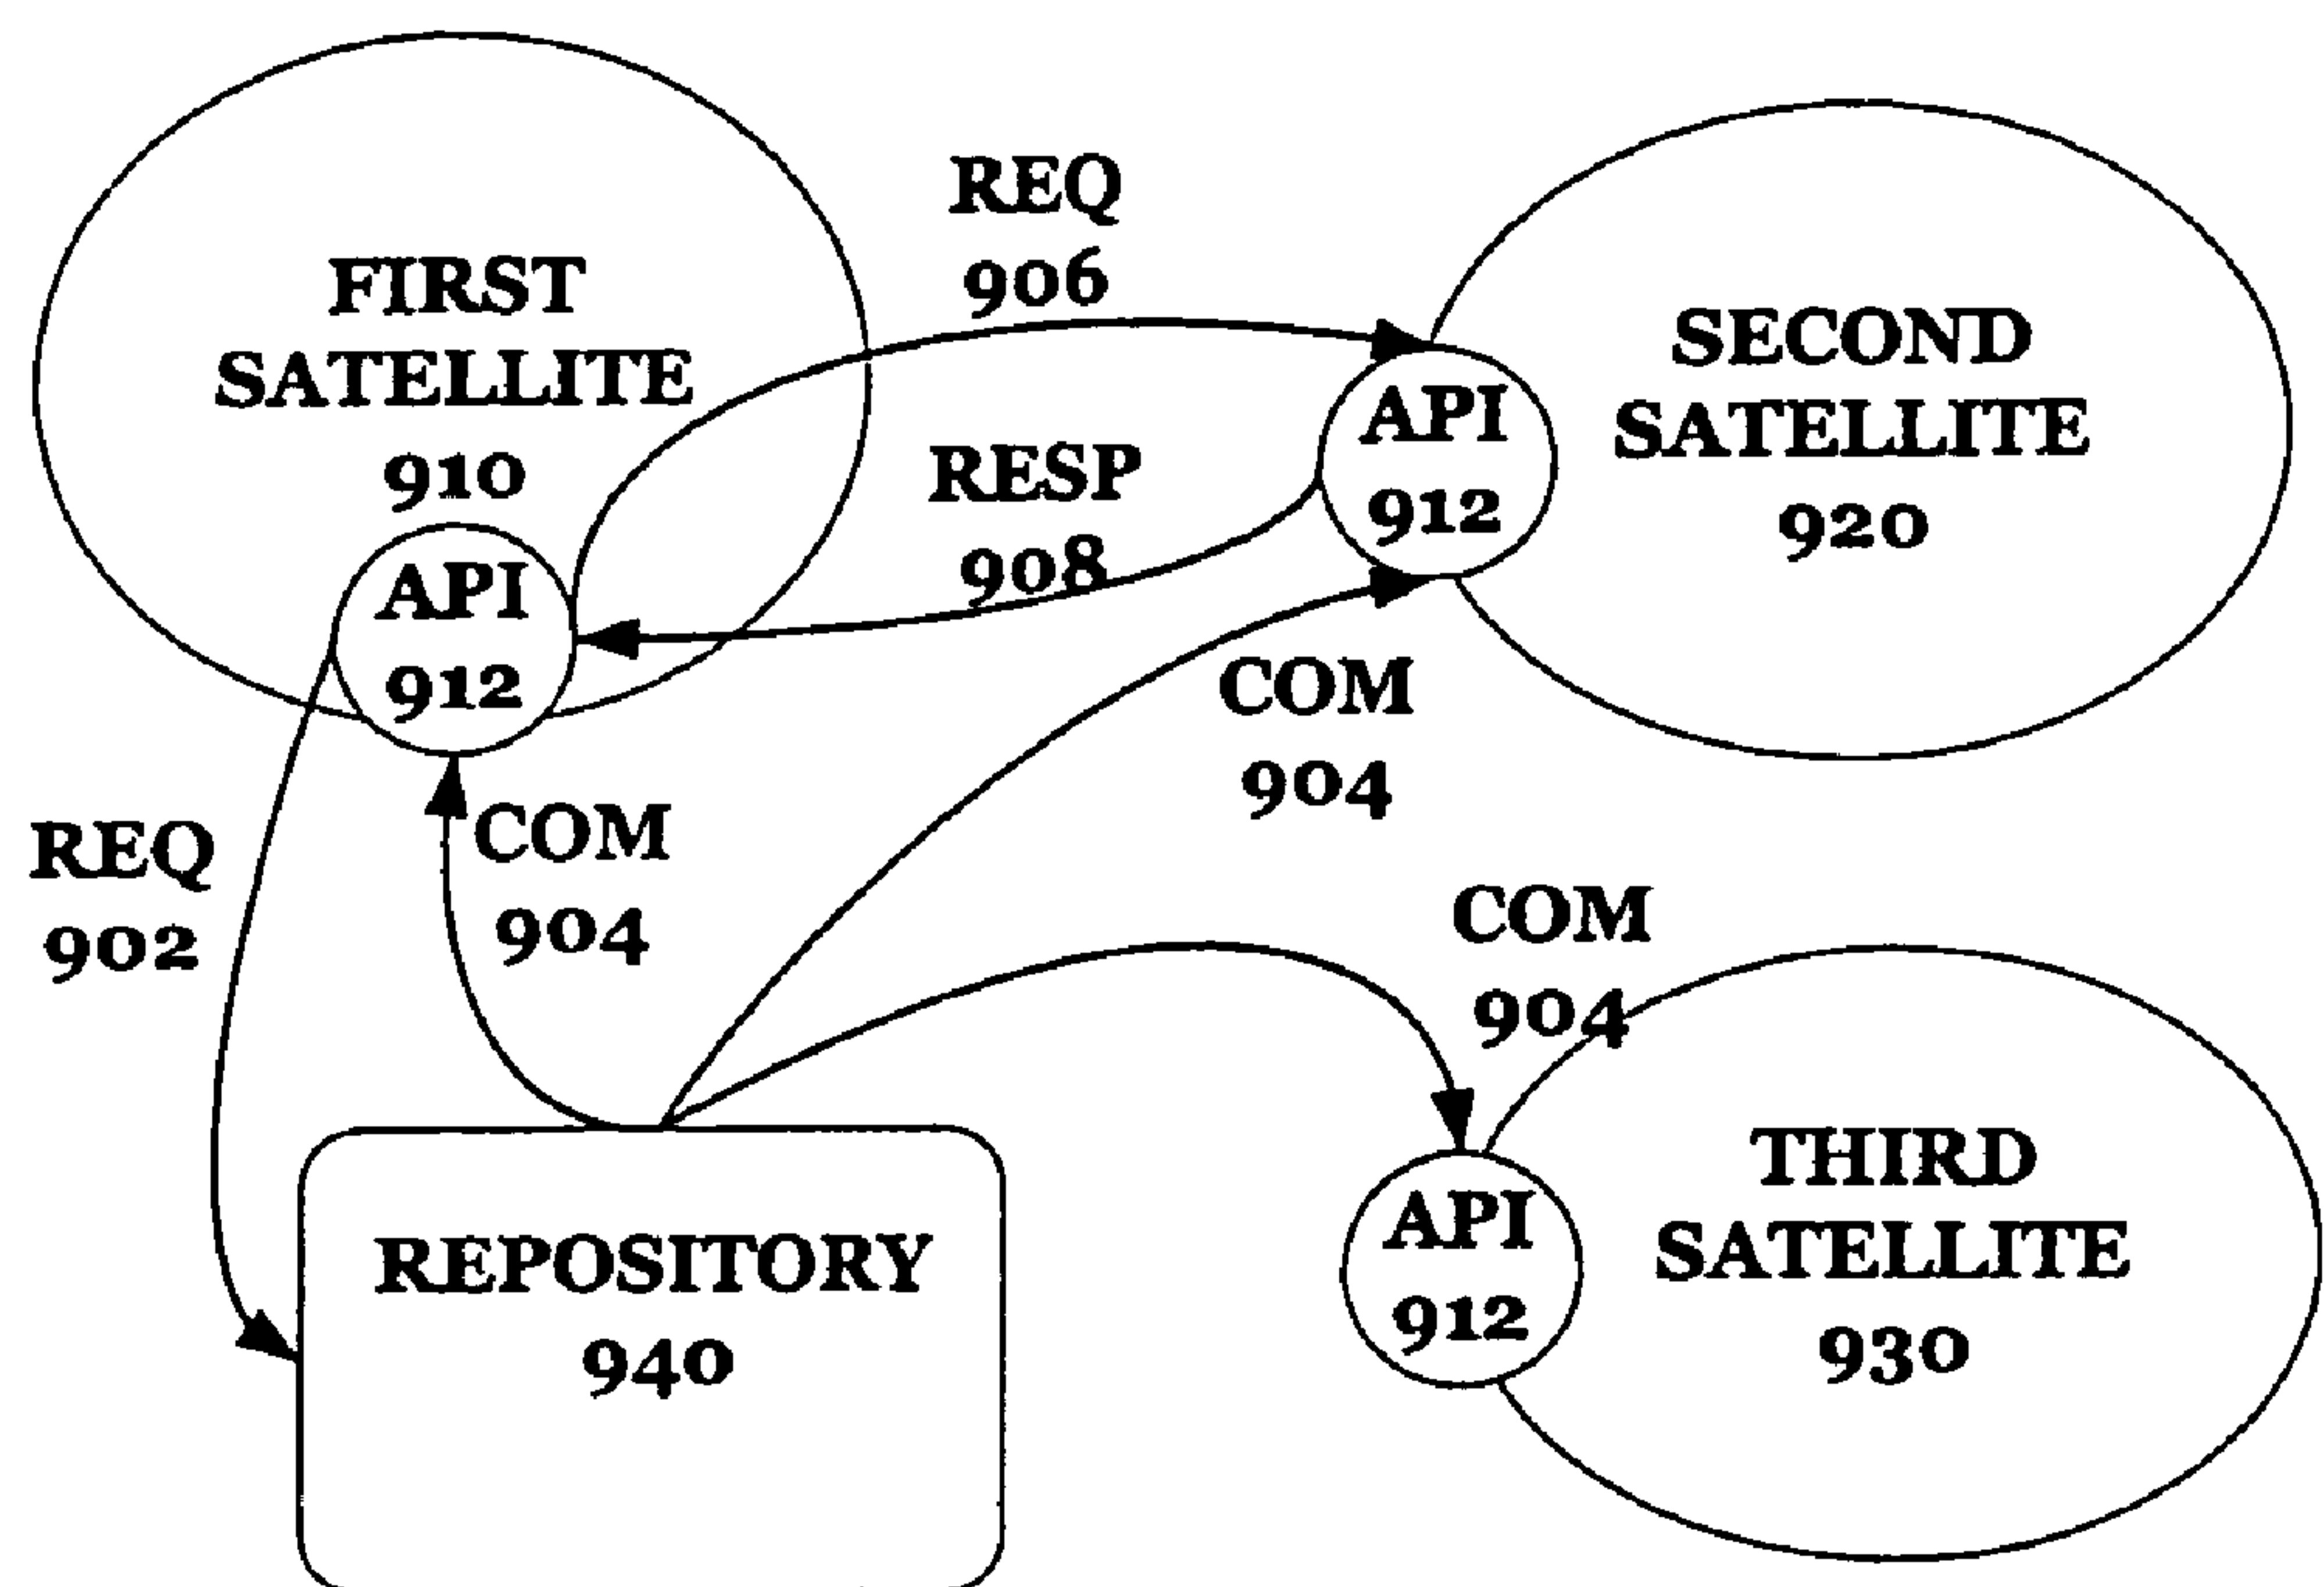 FIRST
SATELLITE
910
API
912
REQ
906
RESP
908
SECOND
SATELLITE
920
API
912
COM
904
REQ
902
COM
904
COM
904
REPOSITORY
940
API
912
THIRD
SATELLITE
930